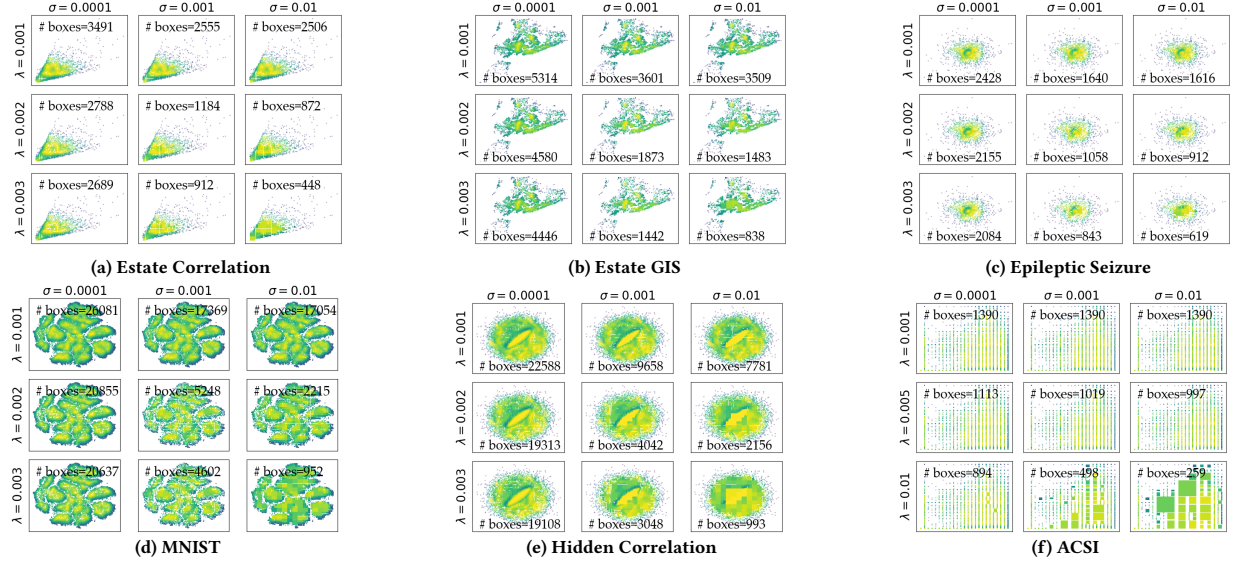 σ = 0.0001 σ = 0.001 σ = 0.01
λ = 0.001
# boxes=3491 # boxes=2555 # boxes=2506
λ = 0.002
# boxes=2788 # boxes=1184 # boxes=872
λ = 0.003
# boxes=2689 # boxes=912 # boxes=448
(a) Estate Correlation
σ = 0.0001 σ = 0.001 σ = 0.01
λ = 0.001
# boxes=5314 # boxes=3601 # boxes=3509
λ = 0.002
# boxes=4580 # boxes=1873 # boxes=1483
λ = 0.003
# boxes=4446 # boxes=1442 # boxes=838
(b) Estate GIS
σ = 0.0001 σ = 0.001 σ = 0.01
λ = 0.001
# boxes=2428 # boxes=1640 # boxes=1616
λ = 0.002
# boxes=2155 # boxes=1058 # boxes=912
λ = 0.003
# boxes=2084 # boxes=843 # boxes=619
(c) Epileptic Seizure
σ = 0.0001 σ = 0.001 σ = 0.01
λ = 0.001
# boxes=26081 # boxes=17369 # boxes=17054
λ = 0.002
# boxes=20855 # boxes=5248 # boxes=2215
λ = 0.003
# boxes=20637 # boxes=4602 # boxes=952
(d) MNIST
σ = 0.0001 σ = 0.001 σ = 0.01
λ = 0.001
# boxes=22588 # boxes=9658 # boxes=7781
λ = 0.002
# boxes=19313 # boxes=4042 # boxes=2156
λ = 0.003
# boxes=19108 # boxes=3048 # boxes=993
(e) Hidden Correlation
σ = 0.0001 σ = 0.001 σ = 0.01
λ = 0.001
# boxes=1390 # boxes=1390 # boxes=1390
λ = 0.005
# boxes=1113 # boxes=1019 # boxes=997
λ = 0.01
# boxes=894 # boxes=498 # boxes=259
(f) ACSI